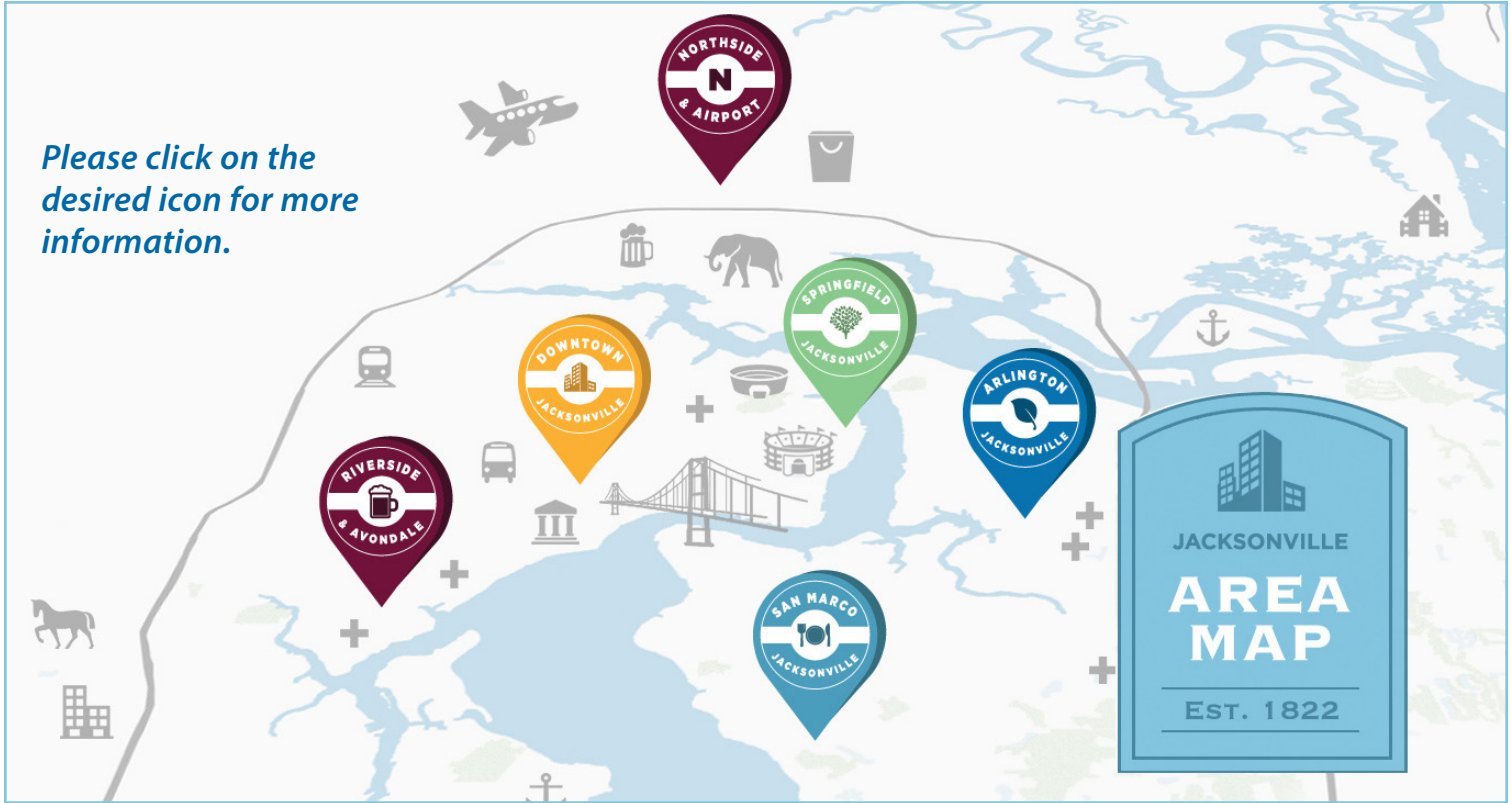 NORTHSIDE
N
& AIRPORT
Please click on the
desired icon for more
information.
SPRINGFIELD
JACKSONVILLE
DOWNTOWN
JACKSONVILLE
ARLINGTON
JACKSONVILLE
RIVERSIDE
& AVONDALE
SAN MARCO
JACKSONVILLE
JACKSONVILLE
AREA
MAP
EST. 1822